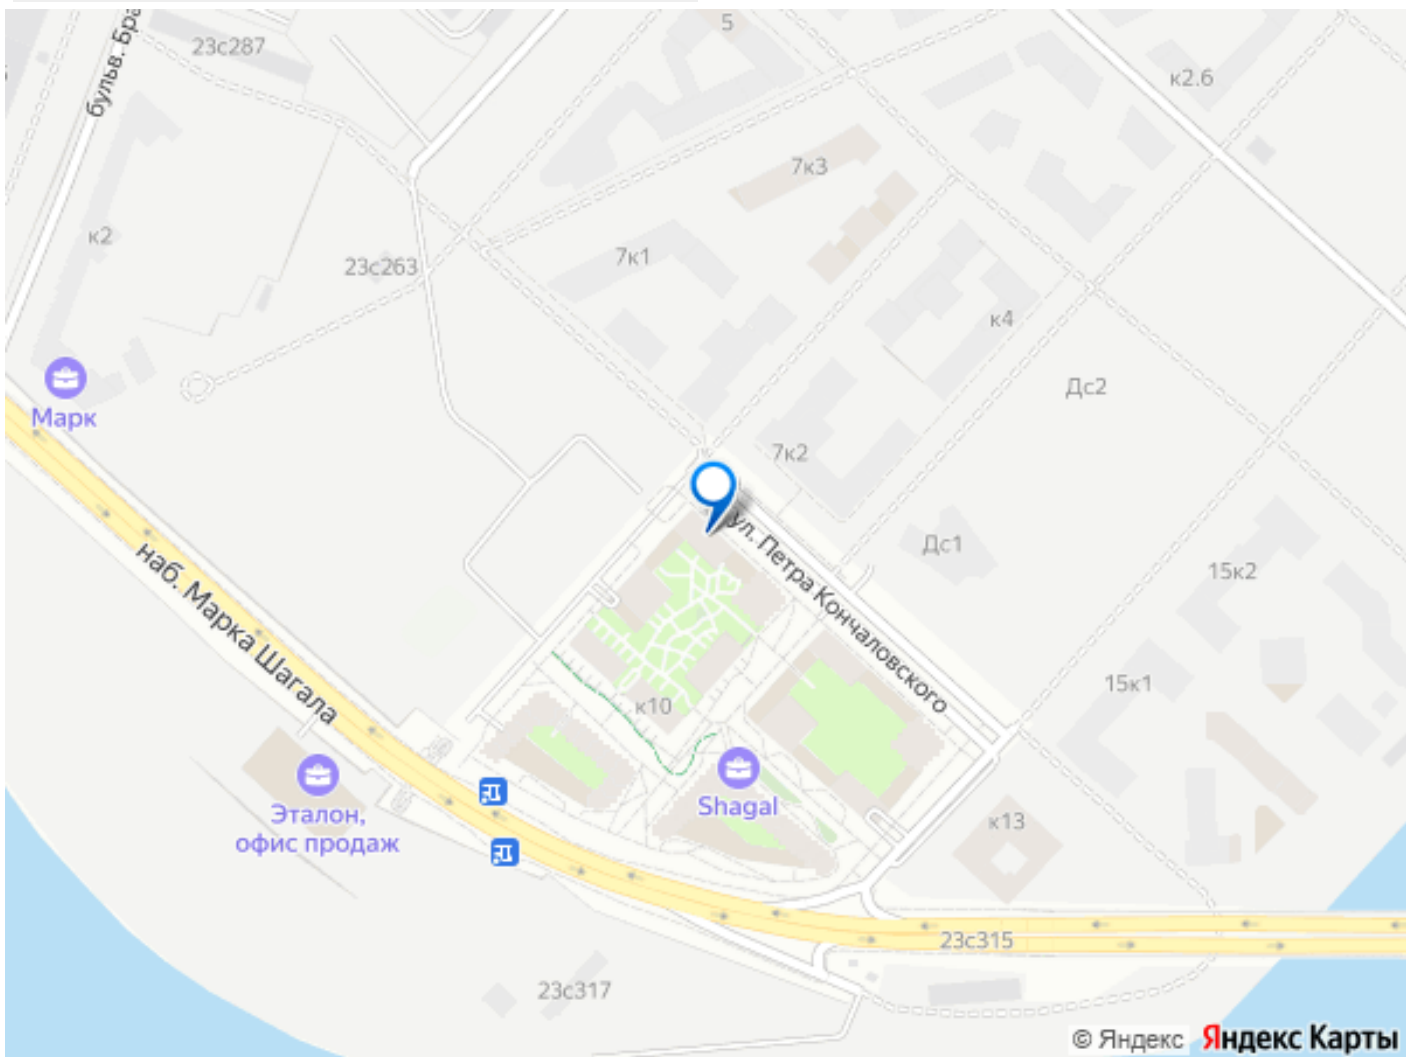 5
23с287
бульв. Бра
к2.6
7к3
к2
7к1
23с263
к4
Дс2
Марк
7к2
ул. Петра Кончаловского
Дс1
15к2
наб. Марка Шагала
15к1
к10
Shagal
Эталон,
офис продаж
к13
23с315
23с317
© Яндекс Яндекс Карты